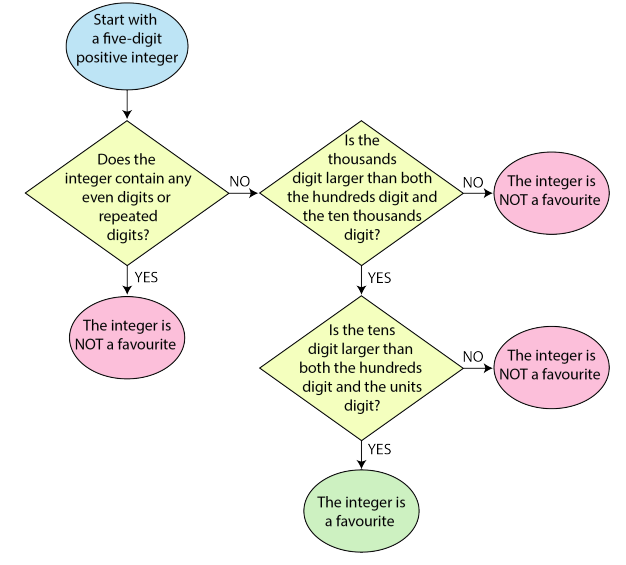 Start with
a five-digit
positive integer
Does the
integer contain any
even digits or
repeated
digits?
NO
Is the
thousands
digit larger than both
the hundreds digit and
the ten thousands
digit?
NO
The integer is
NOT a favourite
YES
The integer is
NOT a favourite
YES
Is the tens
digit larger than
both the hundreds
digit and the units
digit?
NO
The integer is
NOT a favourite
YES
The integer is
a favourite